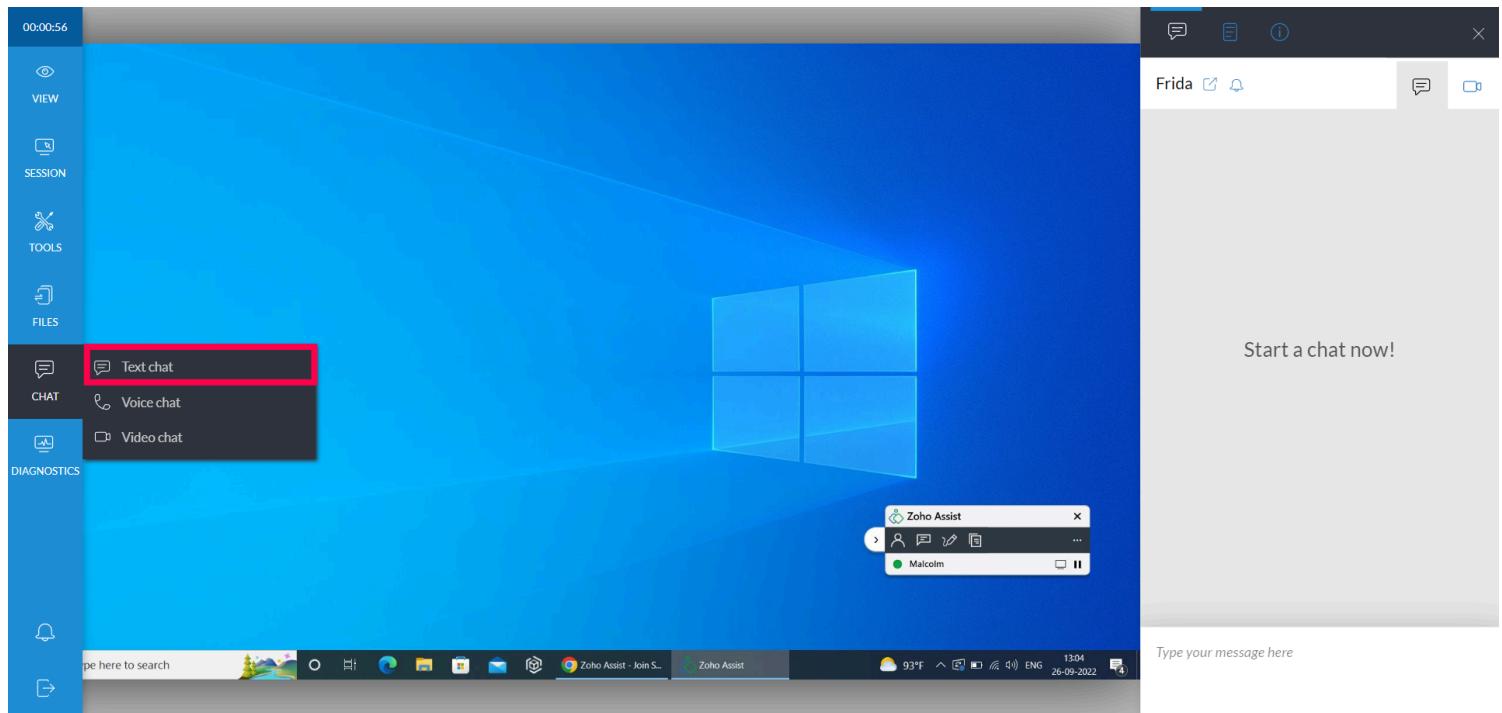 00:00:56
VIEW
SESSION
TOOLS
FILES
CHAT
DIAGNOSTICS
Text chat
Voice chat
Video chat
Zoho Assist
Malcolm
pe here to search
Zoho Assist - Join S...
Zoho Assist
93°F
ENG
13:04
26-09-2022
4
Frida
Start a chat now!
Type your message here